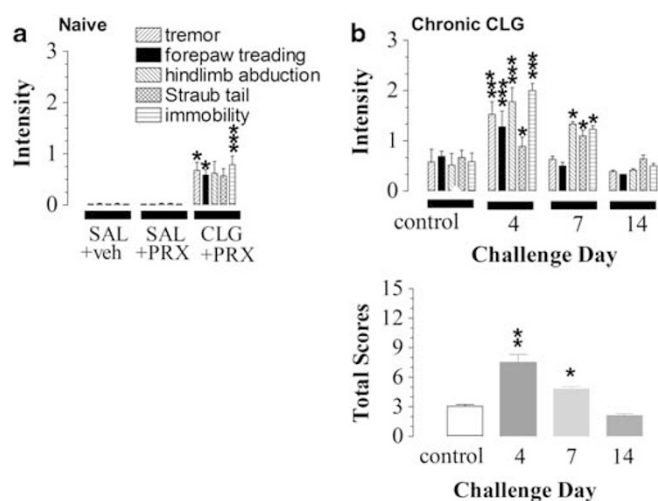 a Naive
tremor
forepaw treading
hindlimb abduction
Straub tail
immobility
3
2
1
0
Intensity
* * ***
SAL SAL CLG
+veh +PRX +PRX
b Chronic CLG
3
2
1
0
Intensity
*** *** *** * *** * * *
control 4 7 14
Challenge Day
15
12
9
6
3
0
Total Scores
** *
control 4 7 14
Challenge Day